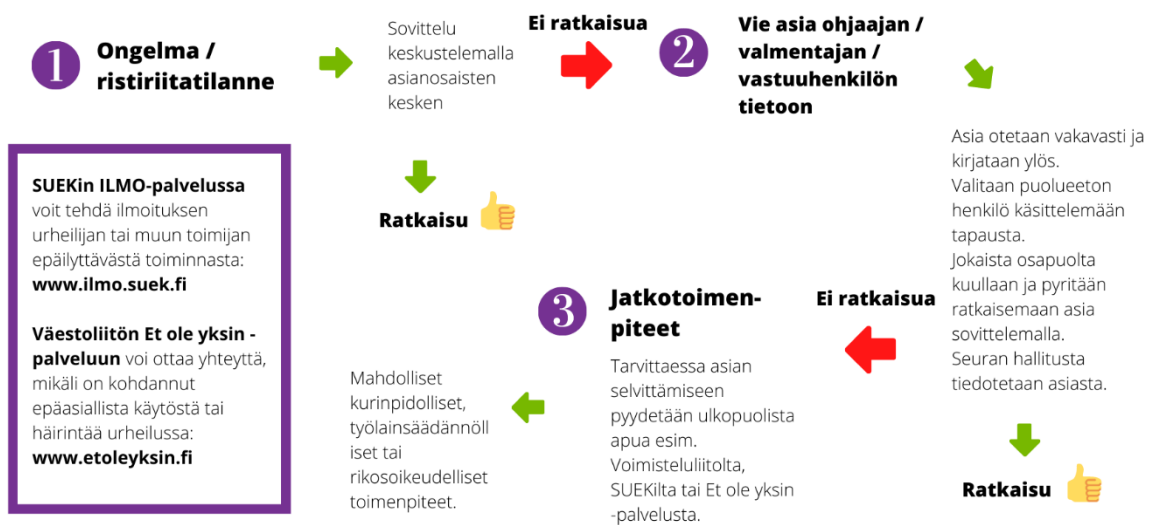 1
Ongelma /
ristiriitatilanne
Sovittelu
keskustelemalla
asianosaisten
kesken
Ratkaisu
Ei ratkaisua
2
Vie asia ohjaajan /
valmentajan /
vastuuhenkilön
tietoon
Asia otetaan vakavasti ja
kirjataan ylös.
Valitaan puolueeton
henkilö käsittelemään
tapausta.
Jokaista osapuolta
kuullaan ja pyritään
ratkaisemaan asia
sovittelemalla.
Seuran hallitusta
tiedotetaan asiasta.
Ratkaisu
Ei ratkaisua
3
Jatkotoimen-
piteet
Tarvittaessa asian
selvittämiseen
pyydetään ulkopuolista
apua esim.
Voimisteluliitolta,
SUEKilta tai Et ole yksin
-palvelusta.
Mahdolliset
kurinpidolliset,
työlainsäädännöll
iset tai
rikosoikeudelliset
toimenpiteet.
SUEKin ILMO-palvelussa
voit tehdä ilmoituksen
urheilijan tai muun toimijan
epäilyttävästä toiminnasta:
www.ilmo.suek.fi
Väestoliitön Et ole yksin -
palveluun voi ottaa yhteyttä,
mikäli on kohdannut
epäasiallista käytöstä tai
häirintää urheilussa:
www.etoleyksin.fi